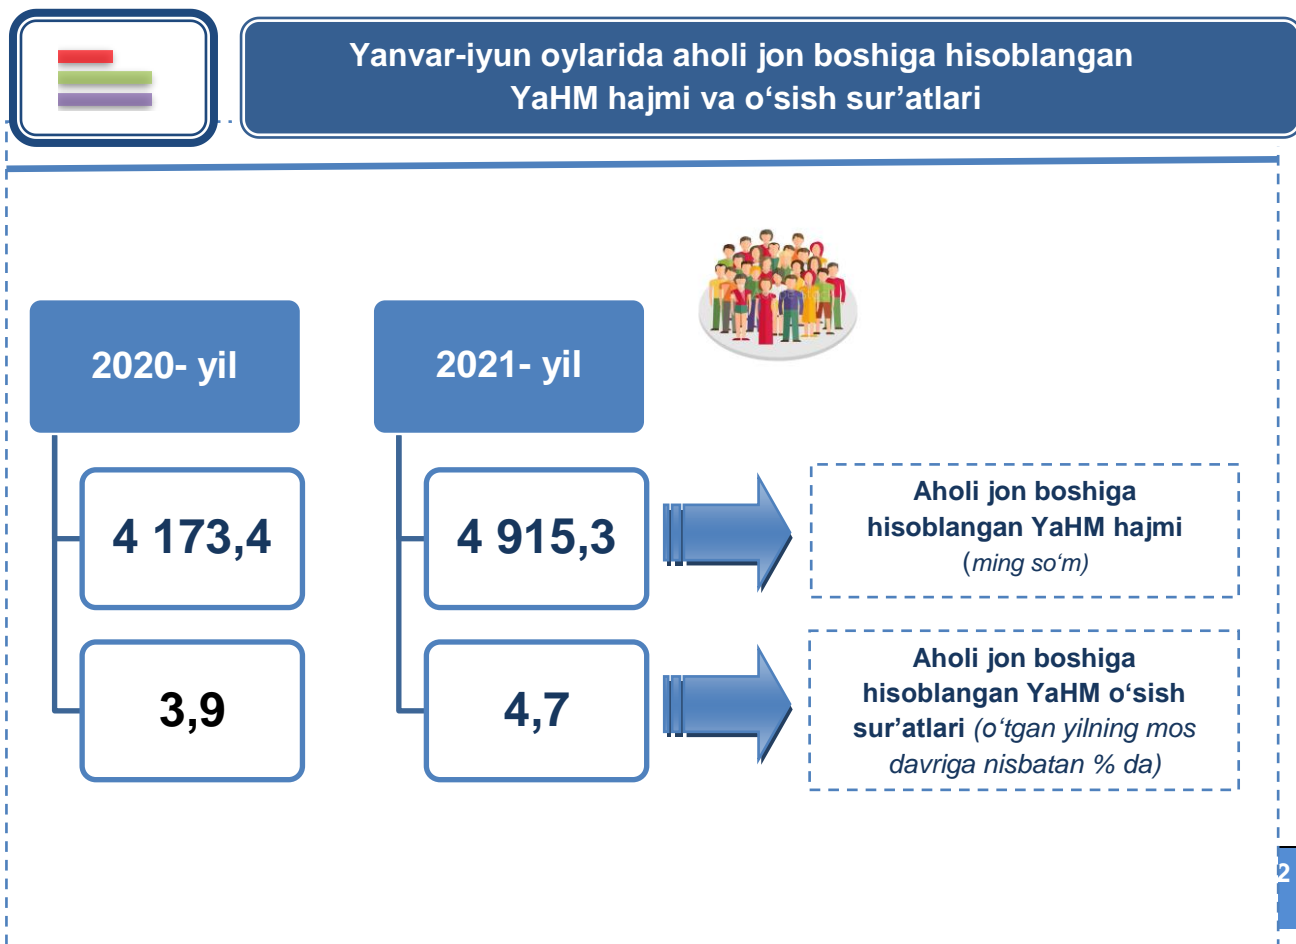 Yanvar-iyun oylarida aholi jon boshiga hisoblangan
YaHM hajmi va o‘sish sur’atlari
2020- yil
2021- yil
4 173,4
4 915,3
Aholi jon boshiga
hisoblangan YaHM hajmi
(ming so‘m)
3,9
4,7
Aholi jon boshiga
hisoblangan YaHM o‘sish
sur’atlari (o‘tgan yilning mos
davriga nisbatan % da)
2